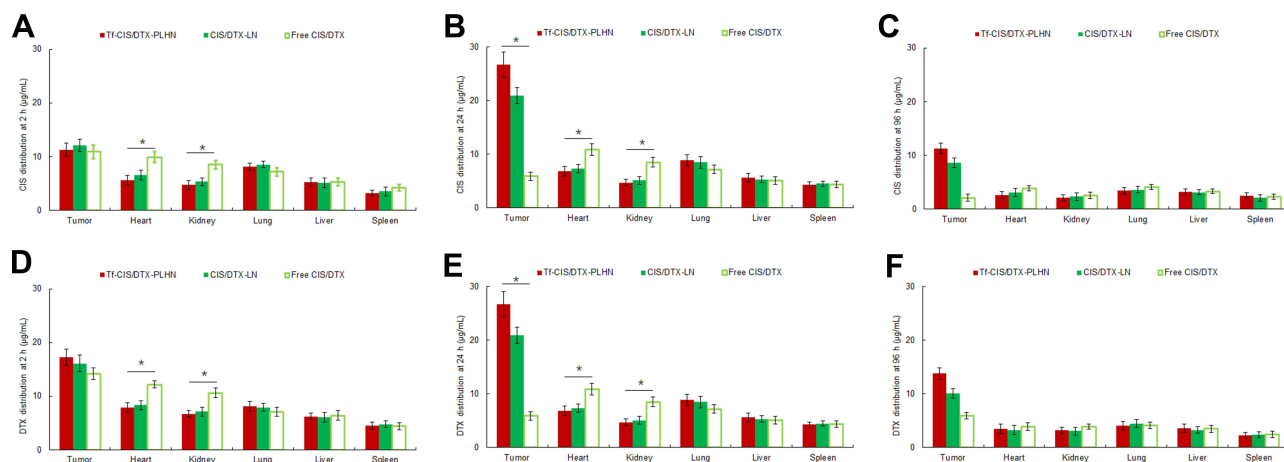 A
Tf-CIS/DTX-PLHN CIS/DTX-LN Free CIS/DTX
CIS distribution at 2 h (µg/mL)
30
20
10
0
* *
Tumor Heart Kidney Lung Liver Spleen
B
Tf-CIS/DTX-PLHN CIS/DTX-LN Free CIS/DTX
CIS distribution at 24 h (µg/mL)
30
20
10
0
* * *
Tumor Heart Kidney Lung Liver Spleen
C
Tf-CIS/DTX-PLHN CIS/DTX-LN Free CIS/DTX
CIS distribution at 96 h (µg/mL)
30
20
10
0
Tumor Heart Kidney Lung Liver Spleen
D
Tf-CIS/DTX-PLHN CIS/DTX-LN Free CIS/DTX
DTX distribution at 2 h (µg/mL)
30
20
10
0
* *
Tumor Heart Kidney Lung Liver Spleen
E
Tf-CIS/DTX-PLHN CIS/DTX-LN Free CIS/DTX
DTX distribution at 24 h (µg/mL)
30
20
10
0
* * *
Tumor Heart Kidney Lung Liver Spleen
F
Tf-CIS/DTX-PLHN CIS/DTX-LN Free CIS/DTX
DTX distribution at 96 h (µg/mL)
30
20
10
0
Tumor Heart Kidney Lung Liver Spleen